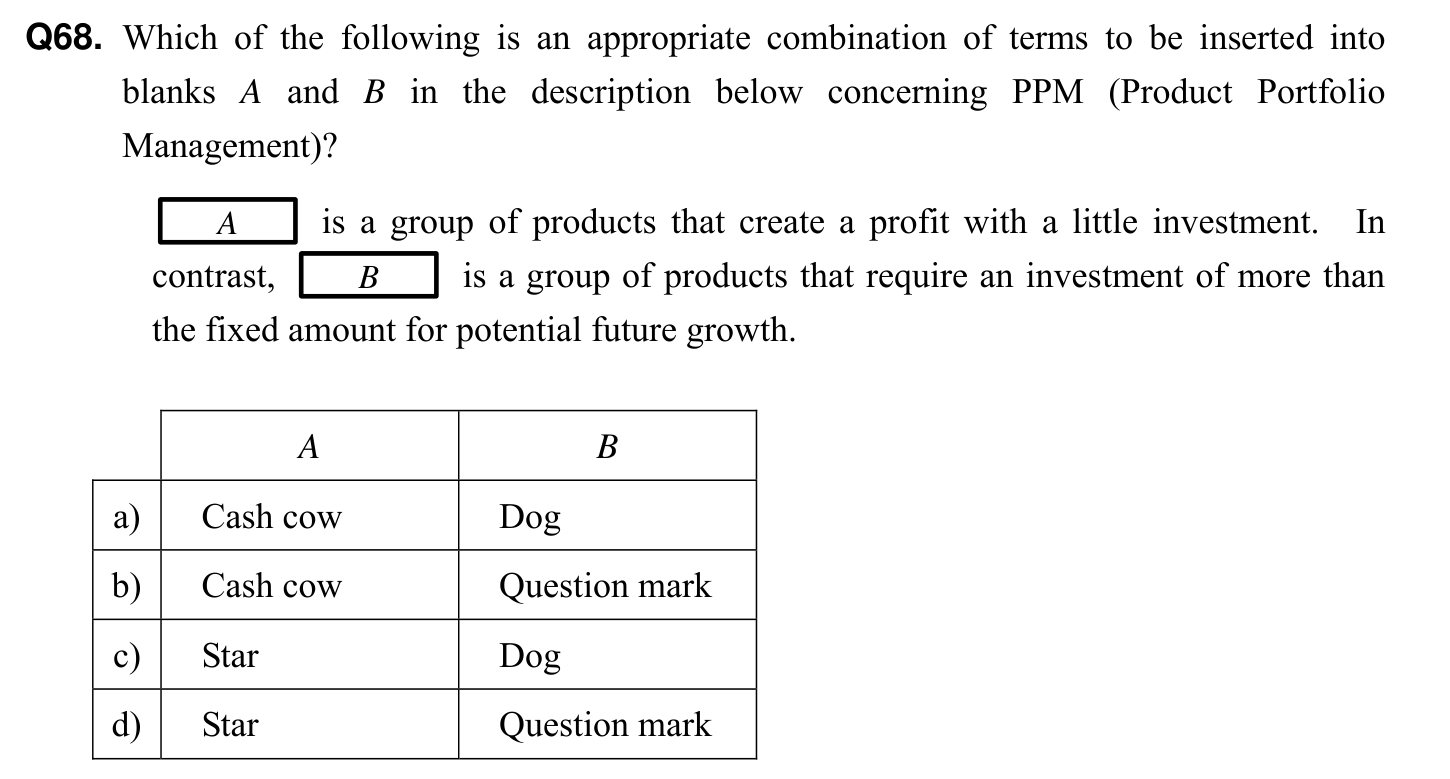 Q68. Which of the following is an appropriate combination of terms to be inserted into
blanks A and B in the description below concerning PPM (Product Portfolio
Management)?
A is a group of products that create a profit with a little investment. In
contrast, B is a group of products that require an investment of more than
the fixed amount for potential future growth.
A B
a) Cash cow Dog
b) Cash cow Question mark
c) Star Dog
d) Star Question mark